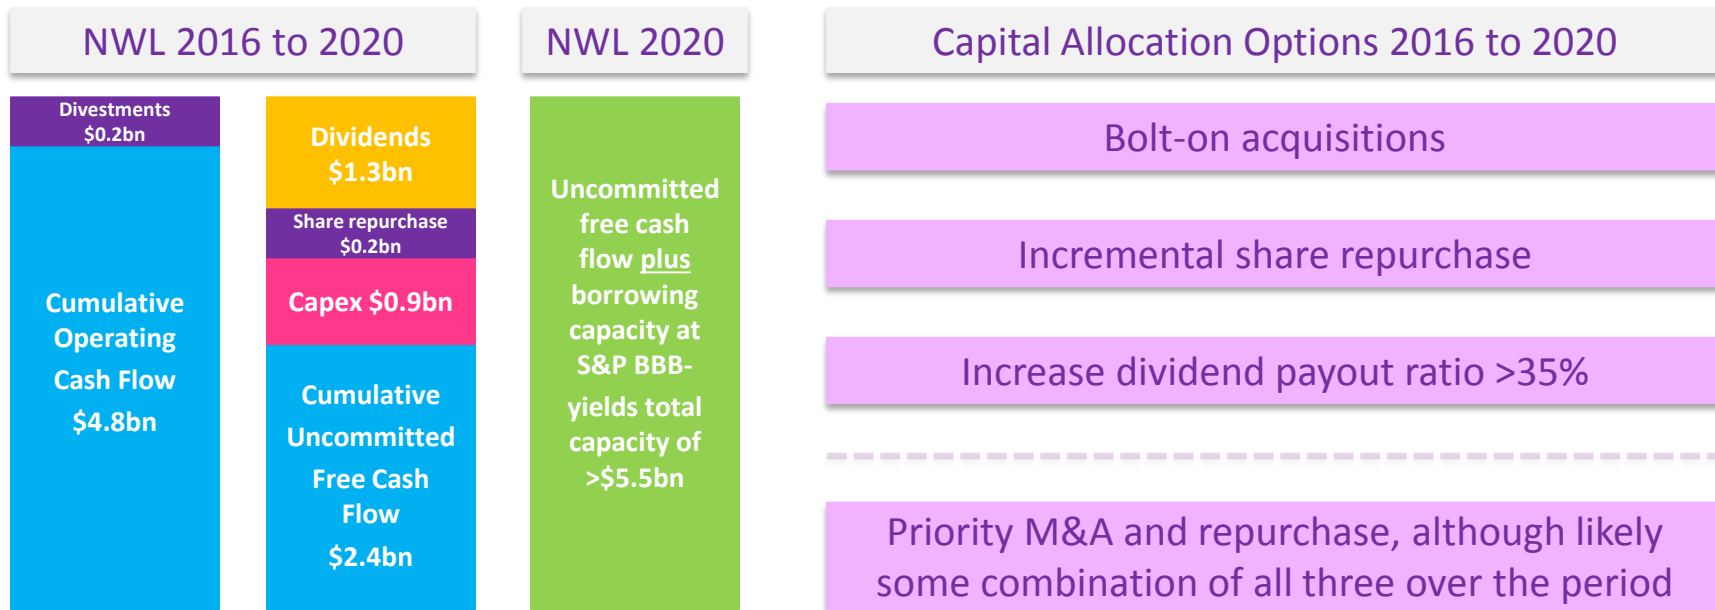 NWL 2016 to 2020
NWL 2020
Capital Allocation Options 2016 to 2020
Divestments
$0.2bn
Cumulative
Operating
Cash Flow
$4.8bn
Dividends
$1.3bn
Share repurchase
$0.2bn
Capex $0.9bn
Cumulative
Uncommitted
Free Cash
Flow
$2.4bn
Uncommitted
free cash
flow plus
borrowing
capacity at
S&P BBB-
yields total
capacity of
>$5.5bn
Bolt-on acquisitions
Incremental share repurchase
Increase dividend payout ratio >35%
Priority M&A and repurchase, although likely
some combination of all three over the period